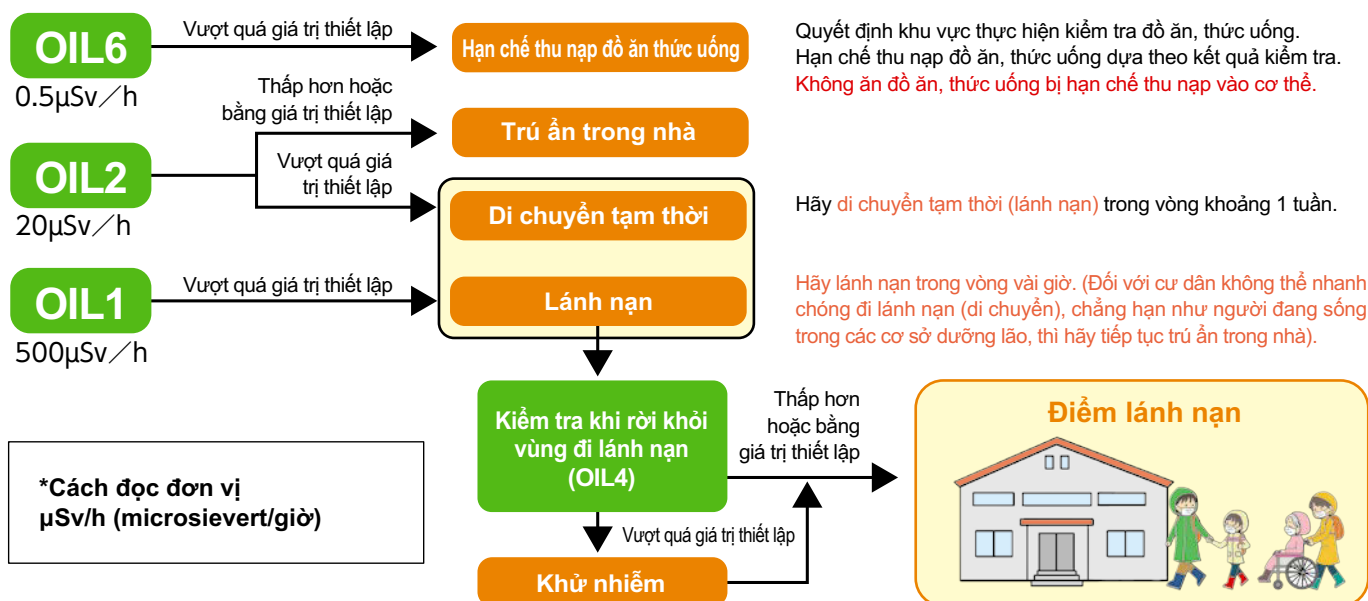 OIL6
0.5μSv／h
Vượt quá giá trị thiết lập
Hạn chế thu nạp đồ ăn thức uống
Quyết định khu vực thực hiện kiểm tra đồ ăn, thức uống.
Hạn chế thu nạp đồ ăn, thức uống dựa theo kết quả kiểm tra.
Không ăn đồ ăn, thức uống bị hạn chế thu nạp vào cơ thể.
Thấp hơn hoặc
bằng giá trị thiết lập
Trú ẩn trong nhà
OIL2
20μSv／h
Vượt quá giá
trị thiết lập
Di chuyển tạm thời
Hãy di chuyển tạm thời (lánh nạn) trong vòng khoảng 1 tuần.
OIL1
500μSv／h
Vượt quá giá trị thiết lập
Lánh nạn
Hãy lánh nạn trong vòng vài giờ. (Đối với cư dân không thể nhanh
chóng đi lánh nạn (di chuyển), chẳng hạn như người đang sống
trong các cơ sở dưỡng lão, thì hãy tiếp tục trú ẩn trong nhà).
Kiểm tra khi rời khỏi
vùng đi lánh nạn
(OIL4)
Thấp hơn
hoặc bằng
giá trị thiết lập
Điểm lánh nạn
Vượt quá giá trị thiết lập
Khử nhiễm
*Cách đọc đơn vị
μSv/h (microsievert/giờ)